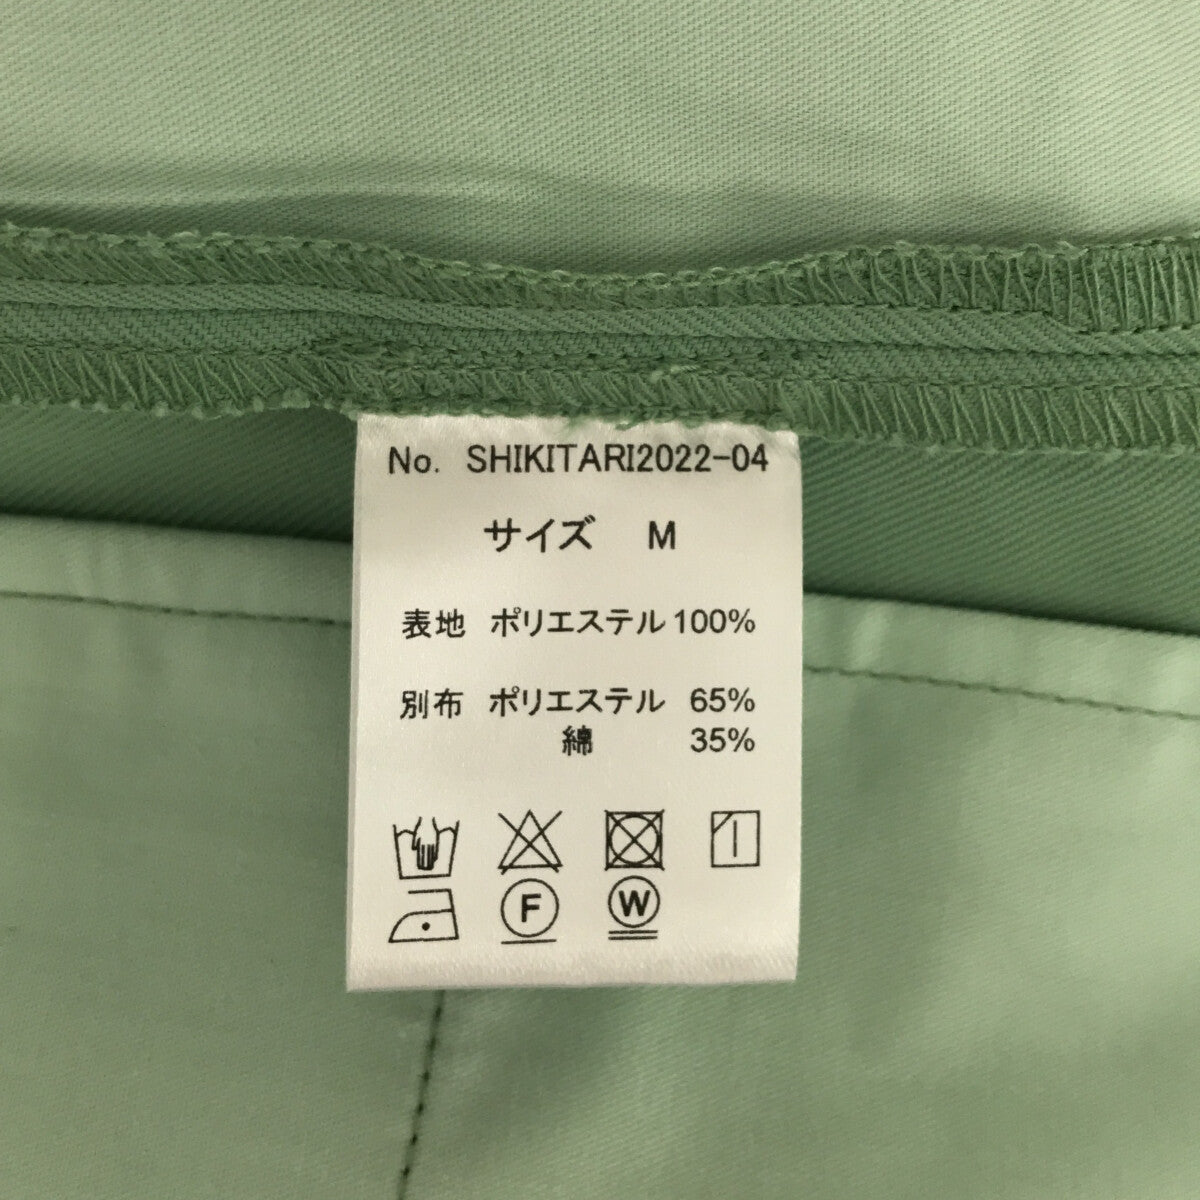 No. SHIKITARI2022-04
サイズ M
表地 ポリエステル 100%
別布 ポリエステル 65%
綿 35%
F W